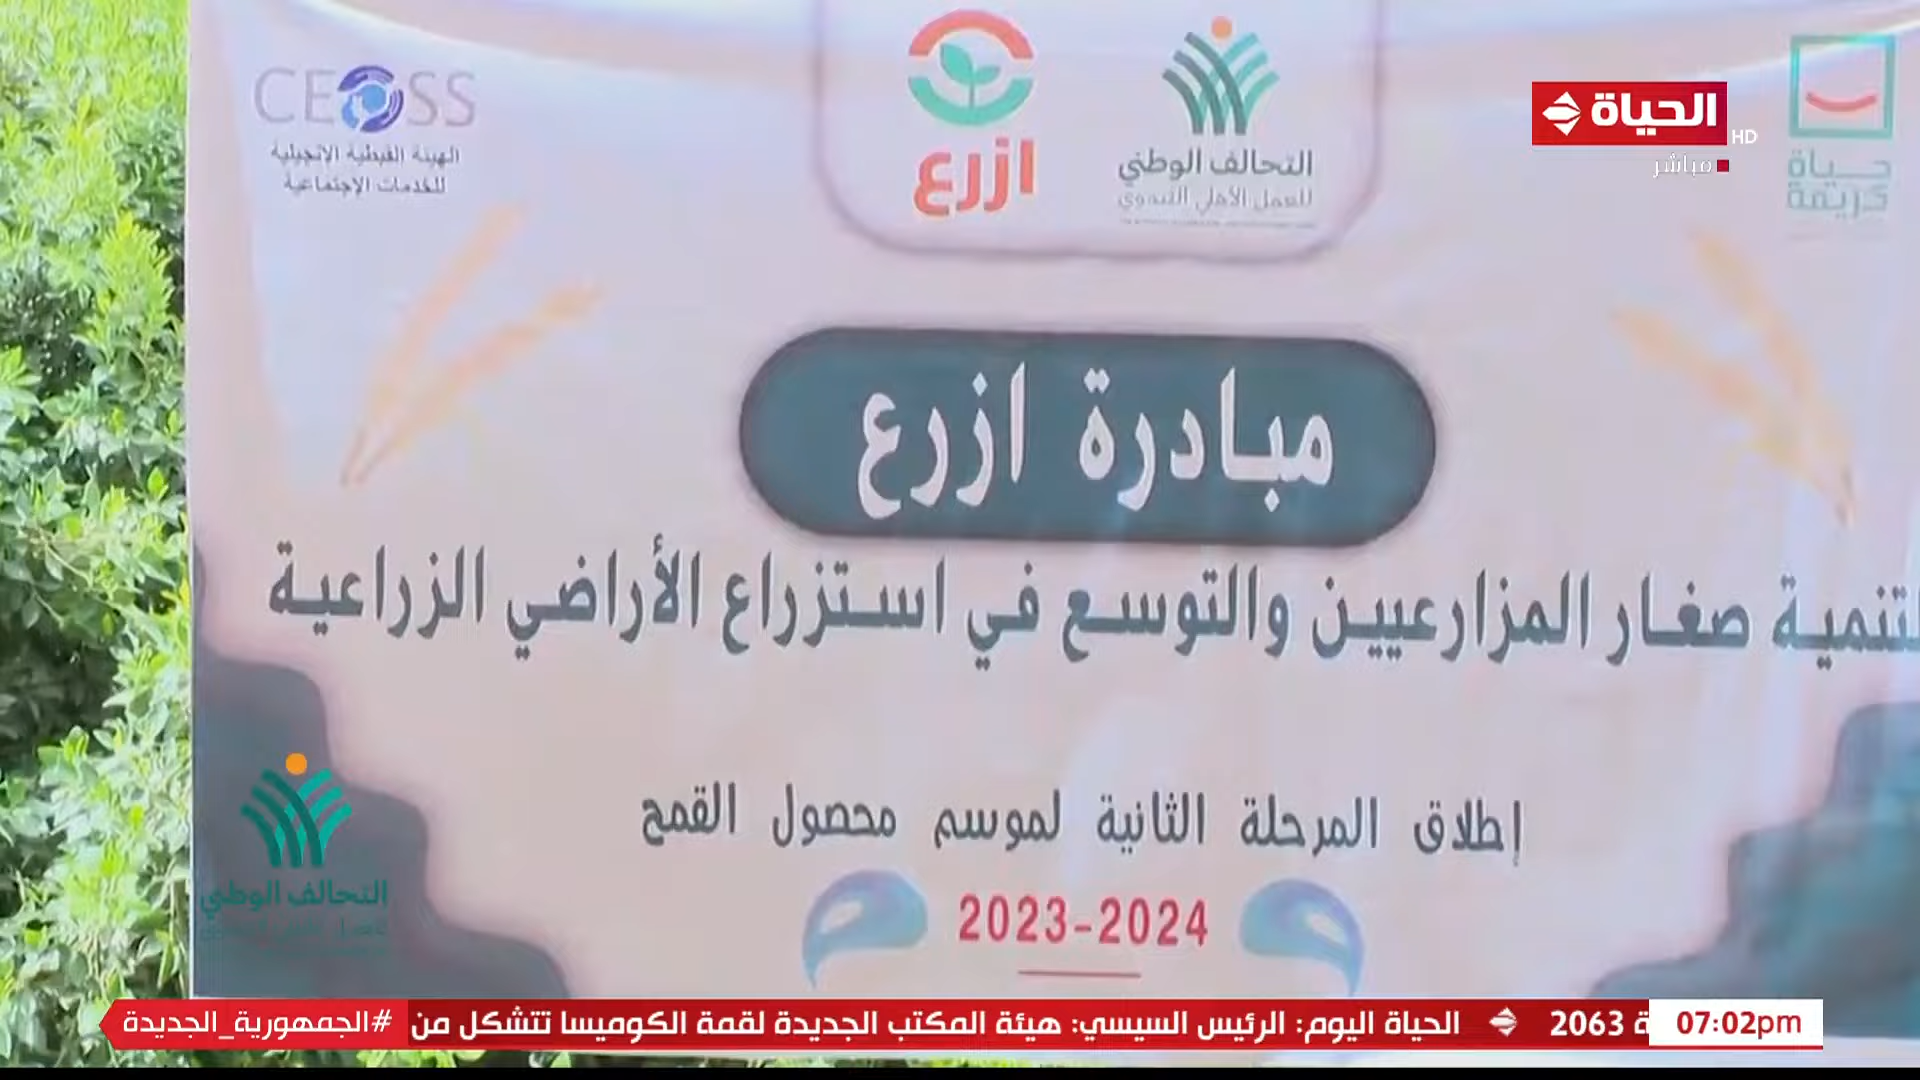 CEOSS
الهيئة القبطية الإنجيلية
للخدمات الإجتماعية
ازرع
التحالف الوطني
للعمل الأهلي التنموي
الحياة
HD
مباشر
حياة
كريمة
مبادرة ازرع
لتنمية صغار المزارعيين والتوسع في استزراع الأراضي الزراعية
إطلاق المرحلة الثانية لموسم محصول القمح
2023-2024
التحالف الوطني
#الجمهورية_الجديدة
2063 الحياة اليوم: الرئيس السيسي: هيئة المكتب الجديدة لقمة الكوميسا تتشكل من
07:02pm